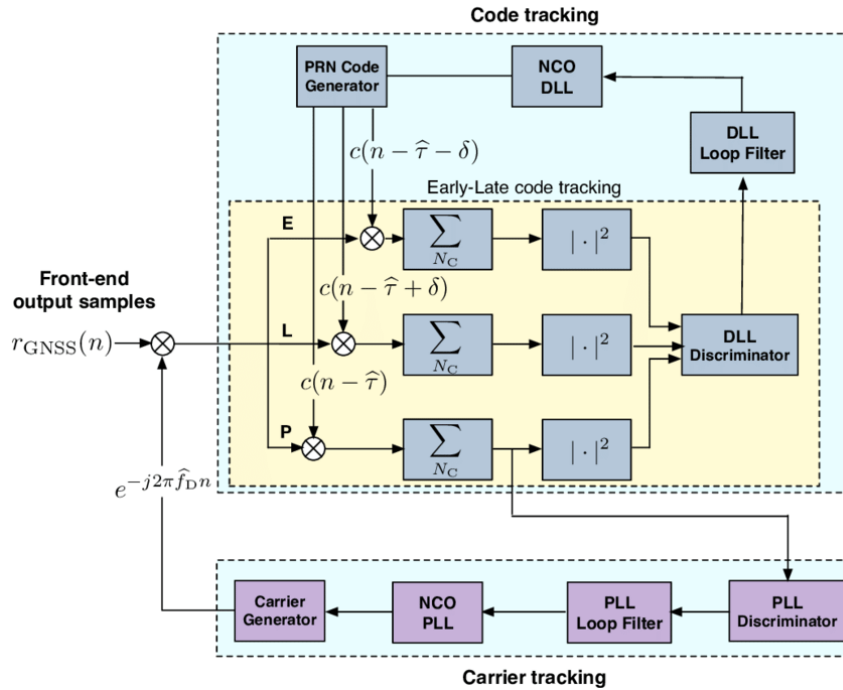 Code tracking
PRN Code
Generator
NCO
DLL
DLL
Loop Filter
c(n − τ̂ − δ)
Early-Late code tracking
E
∑
N_C
| · |²
Front-end
output samples
c(n − τ̂ + δ)
r_GNSS(n)
L
∑
N_C
| · |²
DLL
Discriminator
c(n − τ̂)
P
∑
N_C
| · |²
e^{−j2π f̂_D n}
Carrier
Generator
NCO
PLL
PLL
Loop Filter
PLL
Discriminator
Carrier tracking